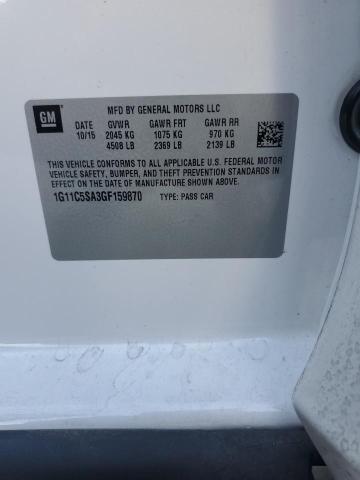 GM
MFD BY GENERAL MOTORS LLC
DATE GVWR GAWR FRT GAWR RR
10/15 2045 KG 1075 KG 970 KG
4508 LB 2369 LB 2139 LB
THIS VEHICLE CONFORMS TO ALL APPLICABLE U.S. FEDERAL MOTOR
VEHICLE SAFETY, BUMPER, AND THEFT PREVENTION STANDARDS IN
EFFECT ON THE DATE OF MANUFACTURE SHOWN ABOVE.
1G11C5SA3GF159870 TYPE: PASS CAR